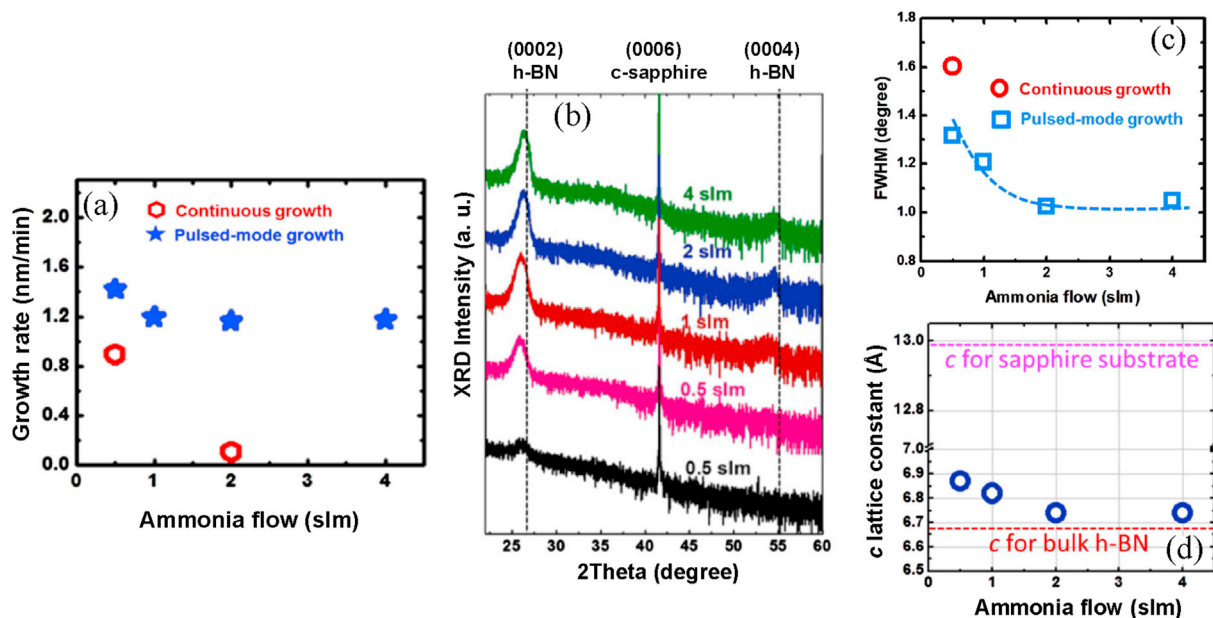 (a)
Continuous growth
Pulsed-mode growth
Growth rate (nm/min)
2.0
1.6
1.2
0.8
0.4
0.0
0 1 2 3 4
Ammonia flow (slm)
(0002) (0006) (0004)
h-BN c-sapphire h-BN
(b)
XRD Intensity (a. u.)
4 slm
2 slm
1 slm
0.5 slm
0.5 slm
25 30 35 40 45 50 55 60
2Theta (degree)
(c)
Continuous growth
Pulsed-mode growth
FWHM (degree)
1.8
1.6
1.4
1.2
1.0
0.8
0 1 2 3 4
Ammonia flow (slm)
13.0
c for sapphire substrate
12.8
7.0
6.9
6.8
6.7
6.6
6.5
c lattice constant (Å)
c for bulk h-BN
(d)
0 1 2 3 4
Ammonia flow (slm)